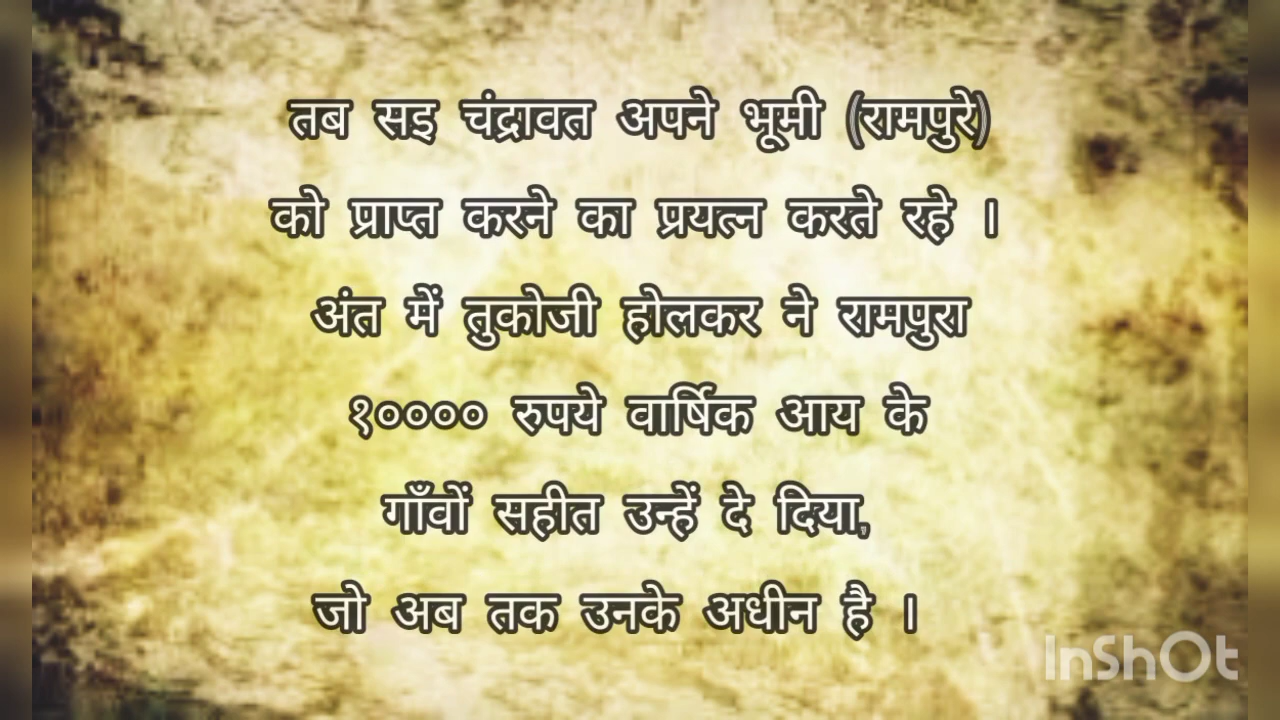 तब सइ चंद्रावत अपने भूमी (रामपुरे)
को प्राप्त करने का प्रयत्न करते रहे ।
अंत में तुकोजी होलकर ने रामपुरा
१०००० रुपये वार्षिक आय के
गाँवों सहीत उन्हें दे दिया,
जो अब तक उनके अधीन है ।
InShOt